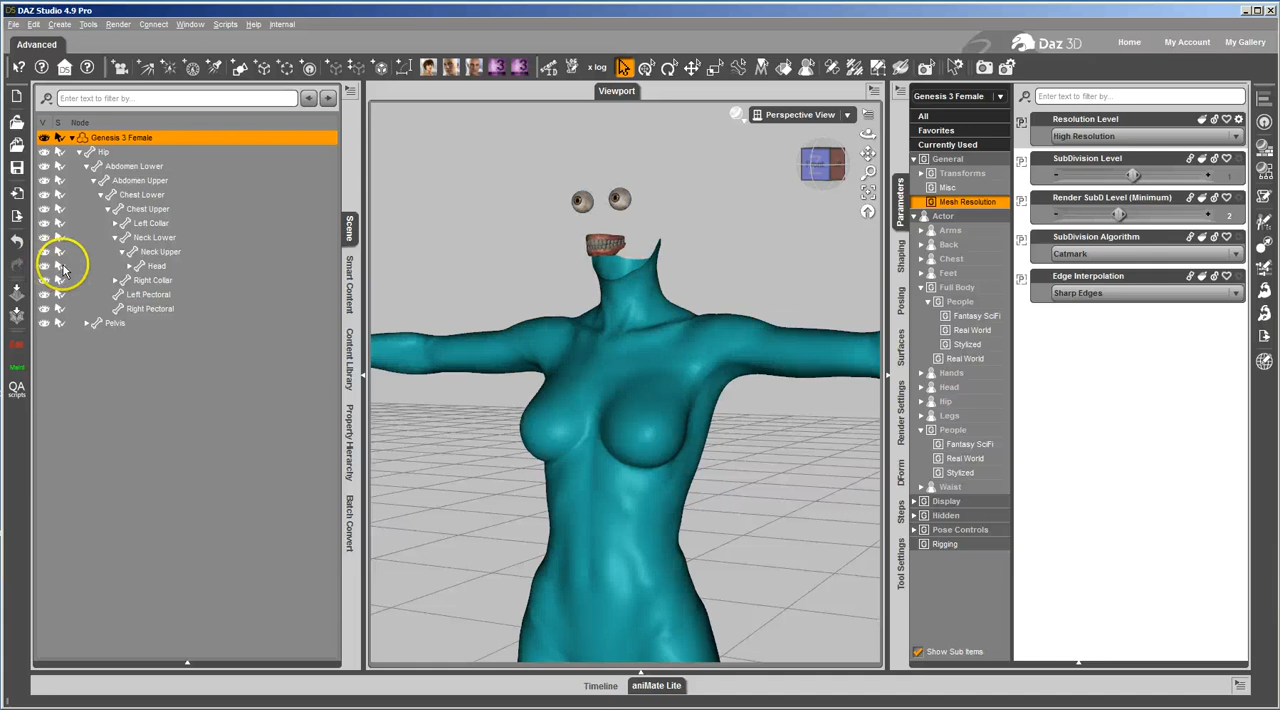 DS DAZ Studio 4.9 Pro
File Edit Create Tools Render Connect Window Scripts Help Internal
Advanced
Daz 3D Home My Account My Gallery
DS
x log
Enter text to filter by...
V S Node
Genesis 3 Female
Hip
Abdomen Lower
Abdomen Upper
Chest Lower
Chest Upper
Left Collar
Neck Lower
Neck Upper
Head
Right Collar
Left Pectoral
Right Pectoral
Pelvis
QA
scripts
Scene
Smart Content
Content Library
Property Hierarchy
Batch Convert
Viewport
Perspective View
Parameters
Shaping
Posing
Surfaces
Render Settings
DForm
Steps
Tool Settings
Genesis 3 Female
All
Favorites
Currently Used
General
Transforms
Misc
Mesh Resolution
Actor
Arms
Back
Chest
Feet
Full Body
People
Fantasy SciFi
Real World
Stylized
Real World
Hands
Head
Hip
Legs
People
Fantasy SciFi
Real World
Stylized
Waist
Display
Hidden
Pose Controls
Rigging
Show Sub Items
Enter text to filter by...
Resolution Level
High Resolution
SubDivision Level
1
Render SubD Level (Minimum)
2
SubDivision Algorithm
Catmark
Edge Interpolation
Sharp Edges
Timeline aniMate Lite